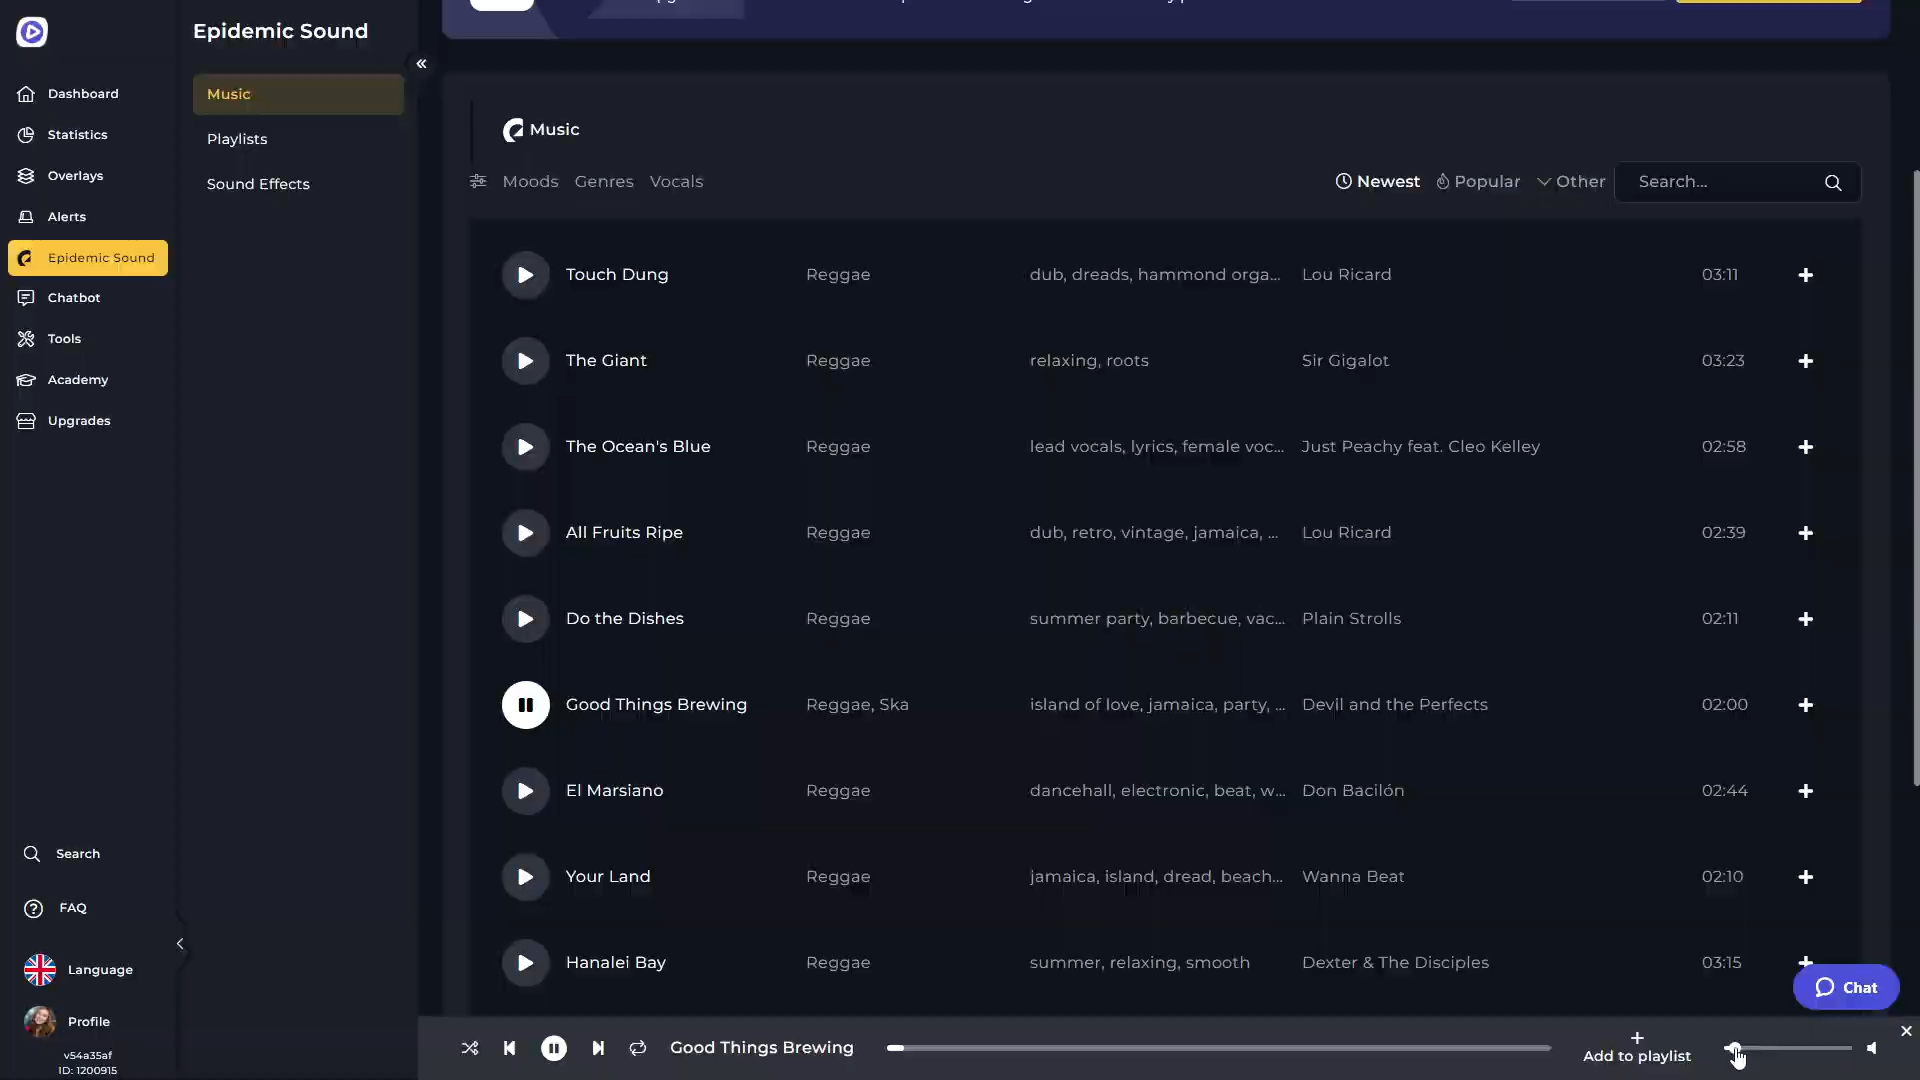 Epidemic Sound
Dashboard
Statistics
Overlays
Alerts
Epidemic Sound
Chatbot
Tools
Academy
Upgrades
Search
FAQ
Language
Profile
v54a35af
ID: 1200915
Music
Playlists
Sound Effects
Music
Moods Genres Vocals Newest Popular Other Search...
Touch Dung Reggae dub, dreads, hammond orga... Lou Ricard 03:11
The Giant Reggae relaxing, roots Sir Gigalot 03:23
The Ocean's Blue Reggae lead vocals, lyrics, female voc... Just Peachy feat. Cleo Kelley 02:58
All Fruits Ripe Reggae dub, retro, vintage, jamaica, ... Lou Ricard 02:39
Do the Dishes Reggae summer party, barbecue, vac... Plain Strolls 02:11
Good Things Brewing Reggae, Ska island of love, jamaica, party, ... Devil and the Perfects 02:00
El Marsiano Reggae dancehall, electronic, beat, w... Don Bacilón 02:44
Your Land Reggae jamaica, island, dread, beach... Wanna Beat 02:10
Hanalei Bay Reggae summer, relaxing, smooth Dexter & The Disciples 03:15
Chat
Good Things Brewing
Add to playlist